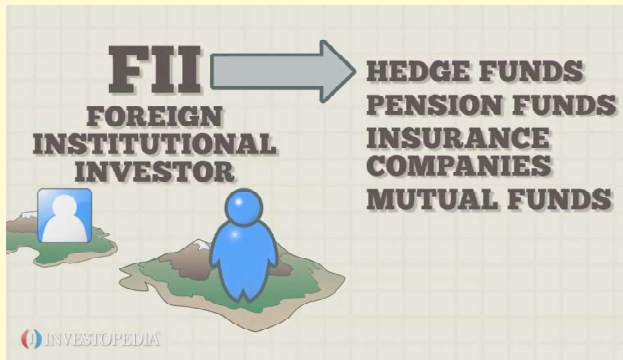 FII
FOREIGN
INSTITUTIONAL
INVESTOR
HEDGE FUNDS
PENSION FUNDS
INSURANCE
COMPANIES
MUTUAL FUNDS
INVESTOPEDIA